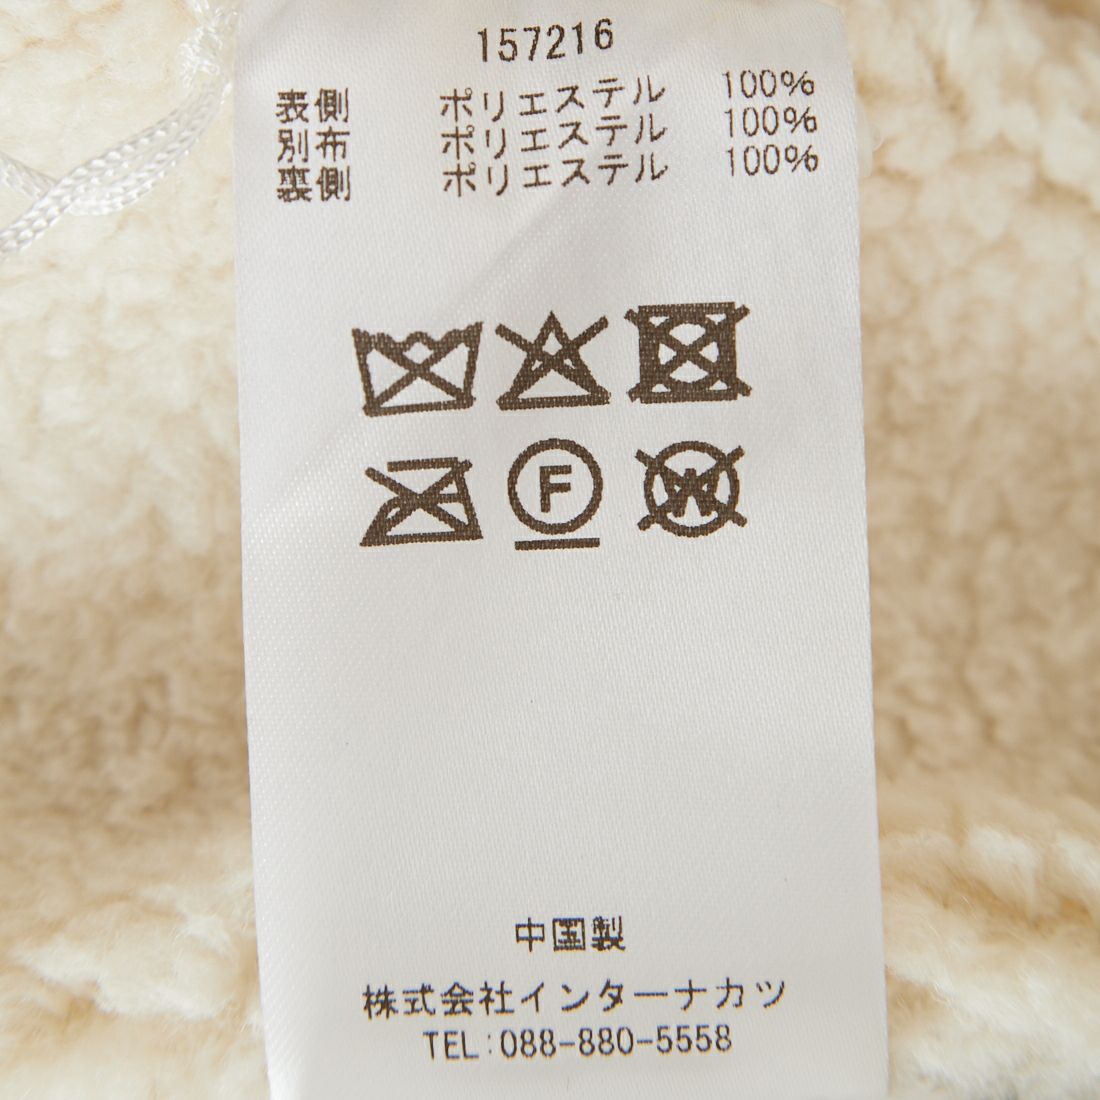 157216
表側 ポリエステル 100%
別布 ポリエステル 100%
裏側 ポリエステル 100%
F
W
中国製
株式会社インターナカツ
TEL:088-880-5558